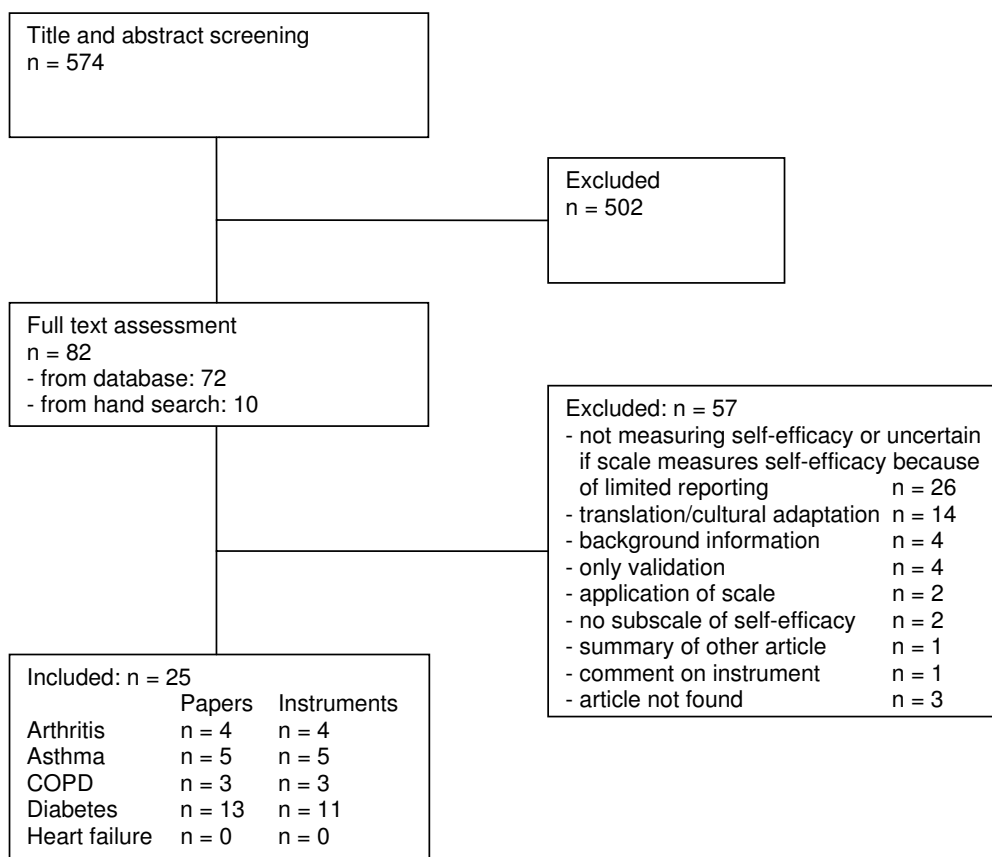 Title and abstract screening
n = 574
Excluded
n = 502
Full text assessment
n = 82
- from database: 72
- from hand search: 10
Excluded: n = 57
- not measuring self-efficacy or uncertain
if scale measures self-efficacy because
of limited reporting n = 26
- translation/cultural adaptation n = 14
- background information n = 4
- only validation n = 4
- application of scale n = 2
- no subscale of self-efficacy n = 2
- summary of other article n = 1
- comment on instrument n = 1
- article not found n = 3
Included: n = 25
Papers Instruments
Arthritis n = 4 n = 4
Asthma n = 5 n = 5
COPD n = 3 n = 3
Diabetes n = 13 n = 11
Heart failure n = 0 n = 0